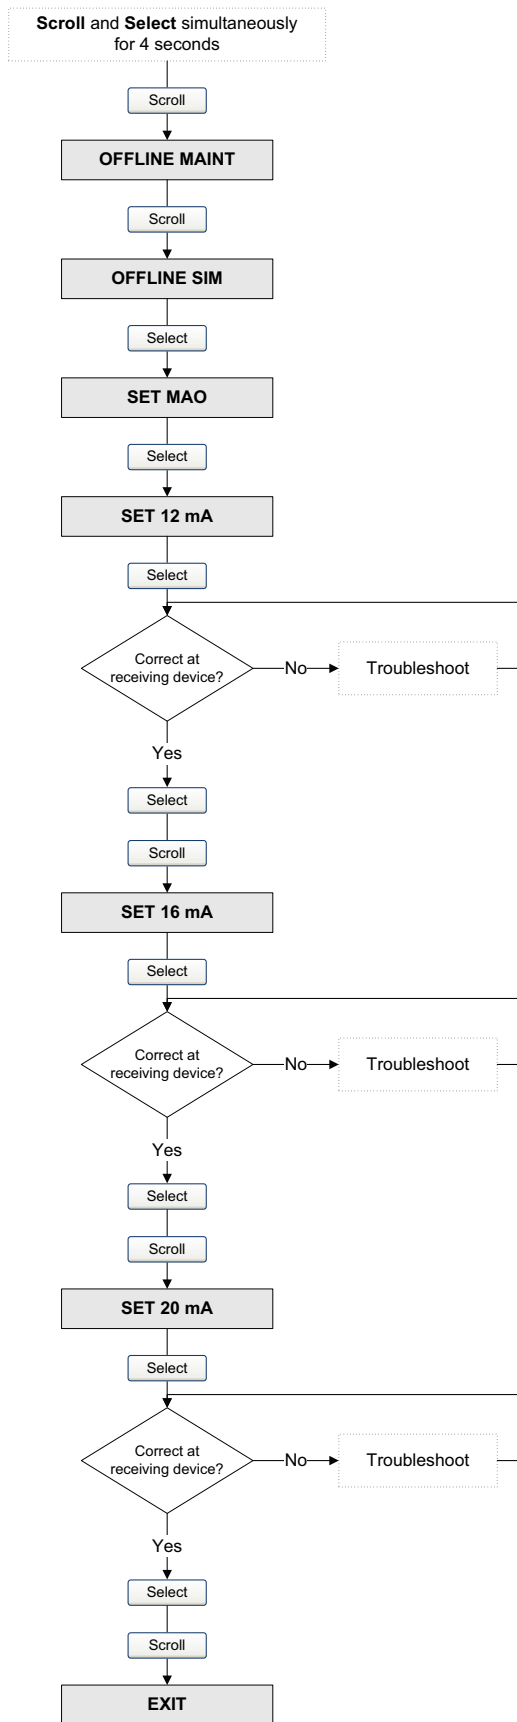 Scroll and Select simultaneously
for 4 seconds
Scroll
OFFLINE MAINT
Scroll
OFFLINE SIM
Select
SET MAO
Select
SET 12 mA
Select
Correct at
receiving device?
No
Troubleshoot
Yes
Select
Scroll
SET 16 mA
Select
Correct at
receiving device?
No
Troubleshoot
Yes
Select
Scroll
SET 20 mA
Select
Correct at
receiving device?
No
Troubleshoot
Yes
Select
Scroll
EXIT